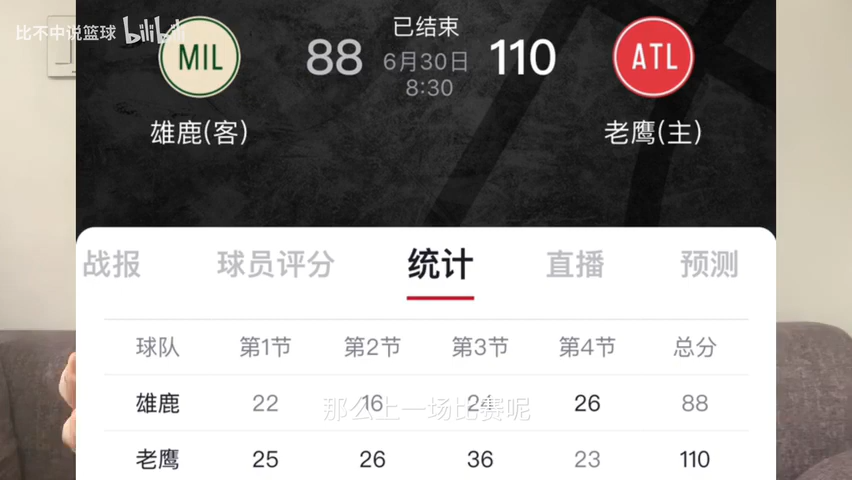 比不中说篮球 bilibili
已结束
MIL 88 6月30日 110 ATL
8:30
雄鹿(客) 老鹰(主)
战报 球员评分 统计 直播 预测
球队 第1节 第2节 第3节 第4节 总分
雄鹿 22 16 24 26 88
那么上一场比赛呢
老鹰 25 26 36 23 110